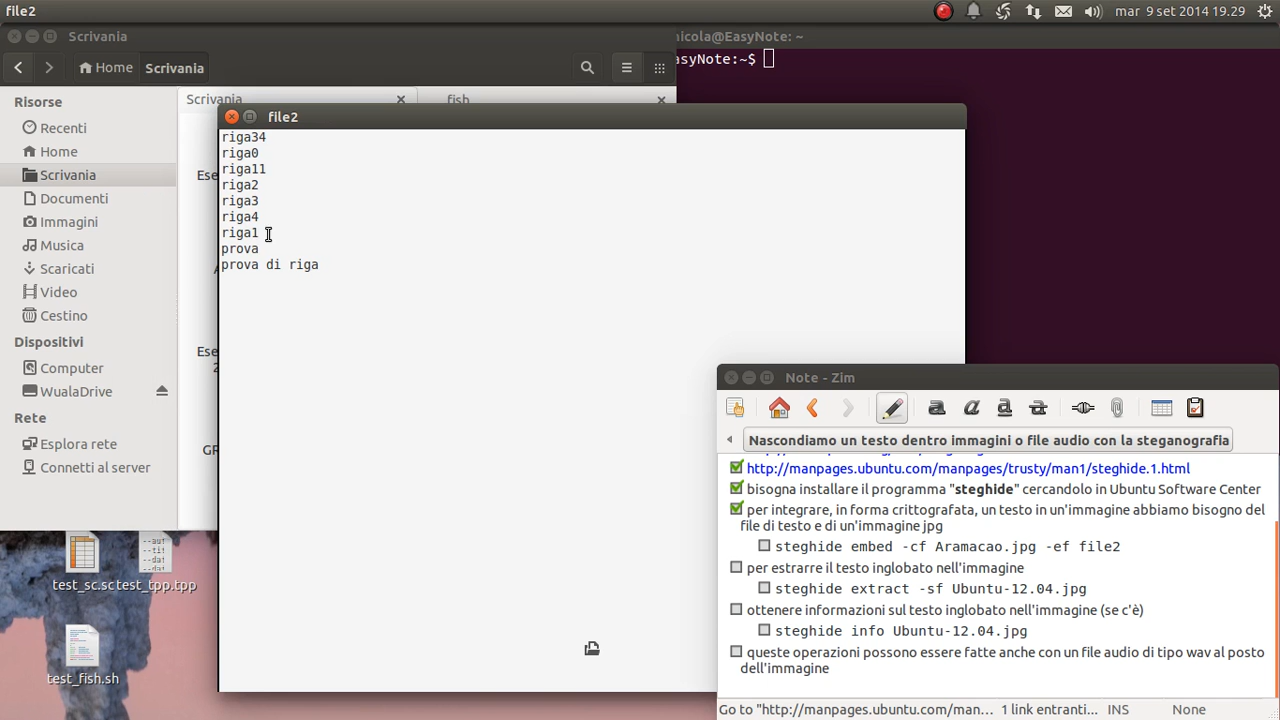 file2
mar 9 set 2014 19.29
Scrivania
nicola@EasyNote: ~
Home
Scrivania
asyNote:~$
Risorse
Recenti
Home
Scrivania
Documenti
Immagini
Musica
Scaricati
Video
Cestino
Dispositivi
Computer
WualaDrive
Rete
Esplora rete
Connetti al server
Scrivania
fish
Ese
Ese
2
GR
file2
riga34
riga0
riga11
riga2
riga3
riga4
riga1
prova
prova di riga
test_sc.sc
test_tpp.tpp
test_fish.sh
Note - Zim
Nascondiamo un testo dentro immagini o file audio con la steganografia
http://manpages.ubuntu.com/manpages/trusty/man1/steghide.1.html
bisogna installare il programma "steghide" cercandolo in Ubuntu Software Center
per integrare, in forma crittografata, un testo in un'immagine abbiamo bisogno del
file di testo e di un'immagine jpg
steghide embed -cf Aramacao.jpg -ef file2
per estrarre il testo inglobato nell'immagine
steghide extract -sf Ubuntu-12.04.jpg
ottenere informazioni sul testo inglobato nell'immagine (se c'è)
steghide info Ubuntu-12.04.jpg
queste operazioni possono essere fatte anche con un file audio di tipo wav al posto
dell'immagine
Go to "http://manpages.ubuntu.com/man... 1 link entranti... INS None